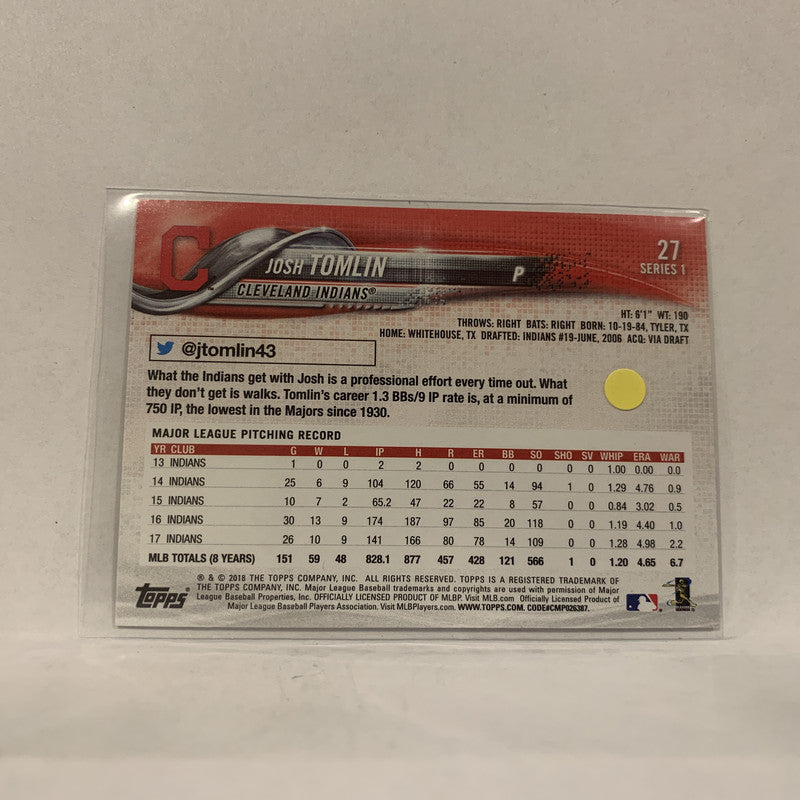 C
27
SERIES 1
JOSH TOMLIN
P
CLEVELAND INDIANS®
HT: 6'1" WT: 190
THROWS: RIGHT BATS: RIGHT BORN: 10-19-84, TYLER, TX
HOME: WHITEHOUSE, TX DRAFTED: INDIANS #19-JUNE, 2006 ACQ: VIA DRAFT
@jtomlin43
What the Indians get with Josh is a professional effort every time out. What
they don't get is walks. Tomlin's career 1.3 BBs/9 IP rate is, at a minimum of
750 IP, the lowest in the Majors since 1930.
MAJOR LEAGUE PITCHING RECORD
YR CLUB G W L IP H R ER BB SO SHO SV WHIP ERA WAR
13 INDIANS 1 0 0 2 2 0 0 0 0 0 0 1.00 0.00 0.0
14 INDIANS 25 6 9 104 120 66 55 14 94 1 0 1.29 4.76 0.9
15 INDIANS 10 7 2 65.2 47 22 22 8 57 0 0 0.84 3.02 0.5
16 INDIANS 30 13 9 174 187 97 85 20 118 0 0 1.19 4.40 1.0
17 INDIANS 26 10 9 141 166 80 78 14 109 0 0 1.28 4.98 2.2
MLB TOTALS (8 YEARS) 151 59 48 828.1 877 457 428 121 566 1 0 1.20 4.65 6.7
® & © 2018 THE TOPPS COMPANY, INC. ALL RIGHTS RESERVED. TOPPS IS A REGISTERED TRADEMARK OF
THE TOPPS COMPANY, INC. Major League Baseball trademarks and copyrights are used with permission of Major
League Baseball Properties, Inc. OFFICIALLY LICENSED PRODUCT OF MLBP. Visit MLB.com Officially Licensed Product of
Major League Baseball Players Association. Visit MLBPlayers.com. WWW.TOPPS.COM. CODE#CMP026387.
Topps®